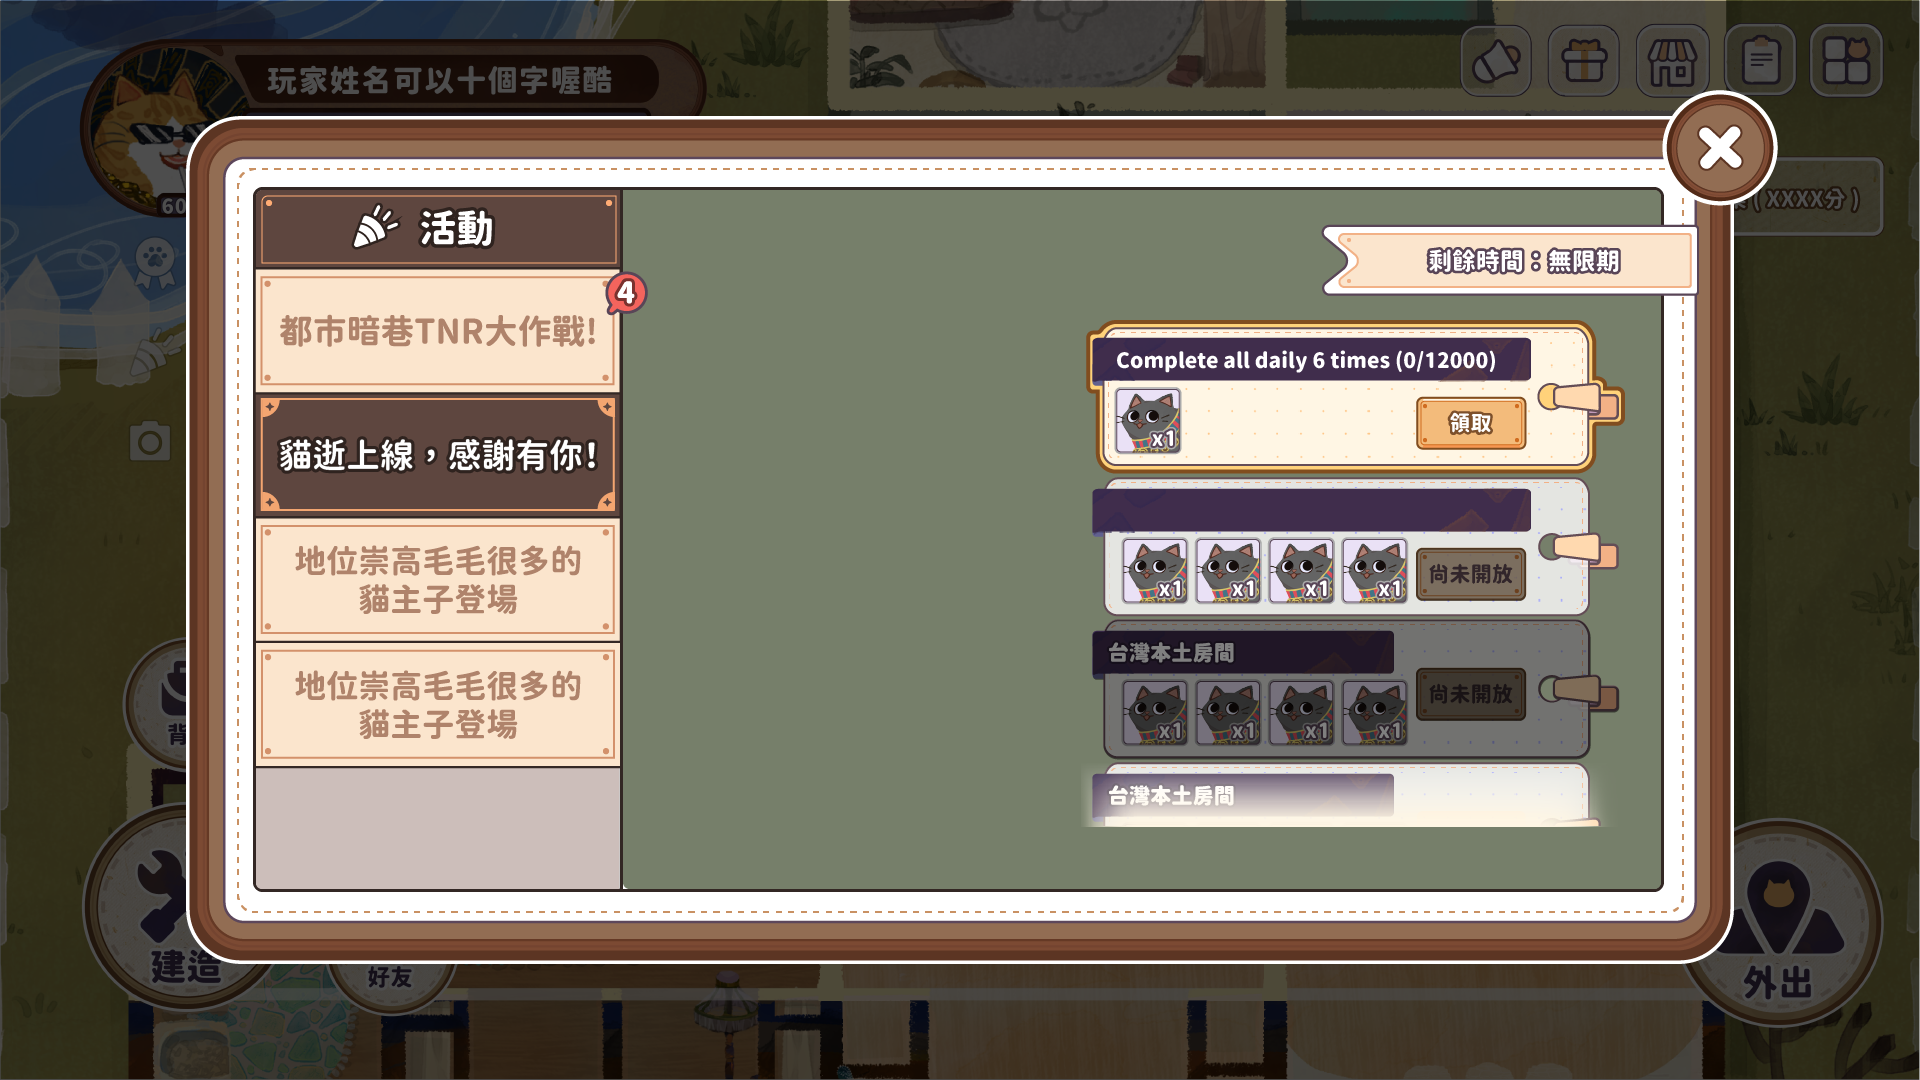 玩家姓名可以十個字喔酷
60
(XXXX分)
活動
4
都市暗巷TNR大作戰!
貓逝上線，感謝有你!
地位崇高毛毛很多的
貓主子登場
地位崇高毛毛很多的
貓主子登場
剩餘時間：無限期
Complete all daily 6 times (0/12000)
x1
領取
x1 x1 x1 x1
尚未開放
台灣本土房間
x1 x1 x1 x1
尚未開放
台灣本土房間
背
建造
好友
外出